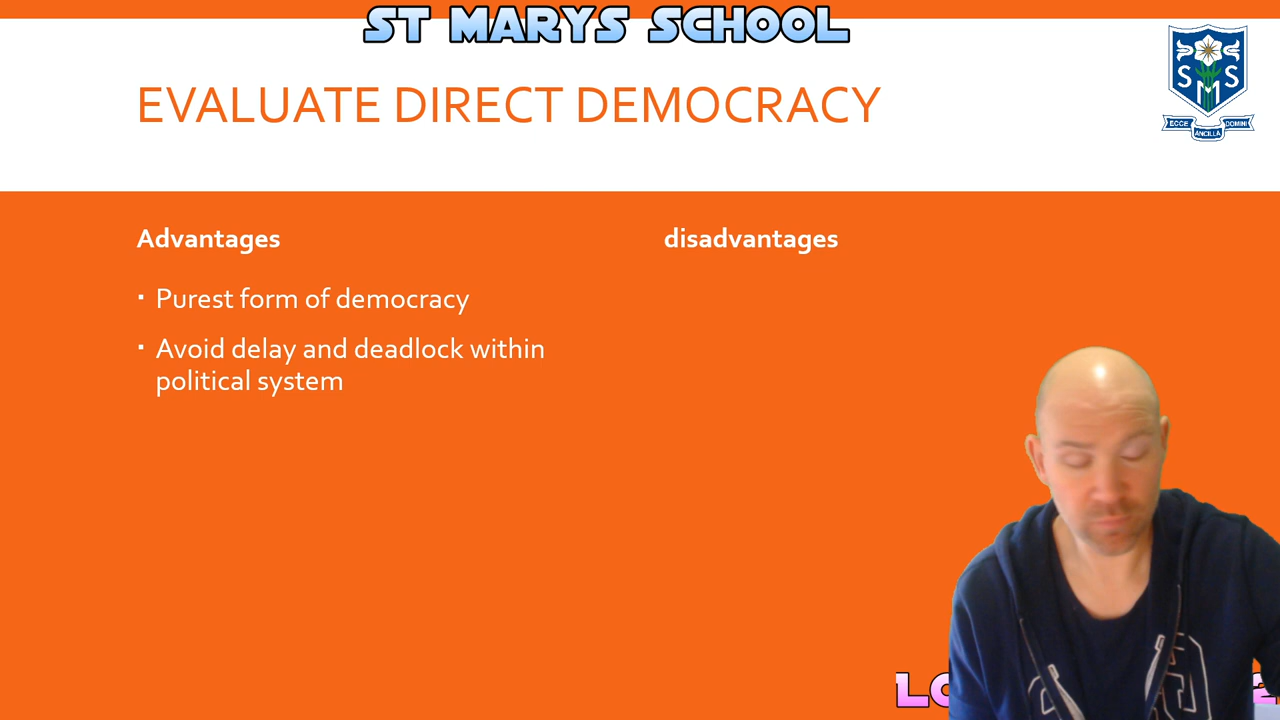 ST MARYS SCHOOL
EVALUATE DIRECT DEMOCRACY
S S
M
ECCE DOMINI
ANCILLA
Advantages
disadvantages
▪ Purest form of democracy
▪ Avoid delay and deadlock within
political system